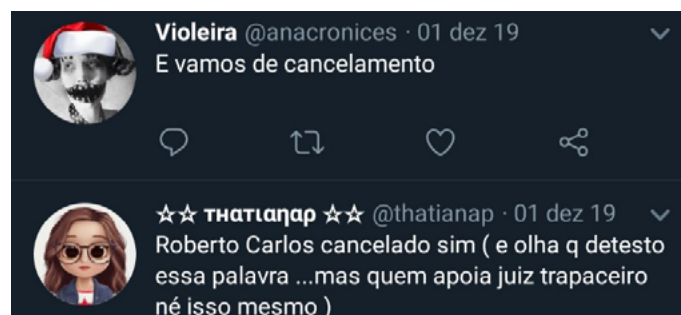 Violeira @anacronices · 01 dez 19
E vamos de cancelamento
☆☆ тнαтιαηαρ ☆☆ @thatianap · 01 dez 19
Roberto Carlos cancelado sim ( e olha q detesto
essa palavra ...mas quem apoia juiz trapaceiro
né isso mesmo )